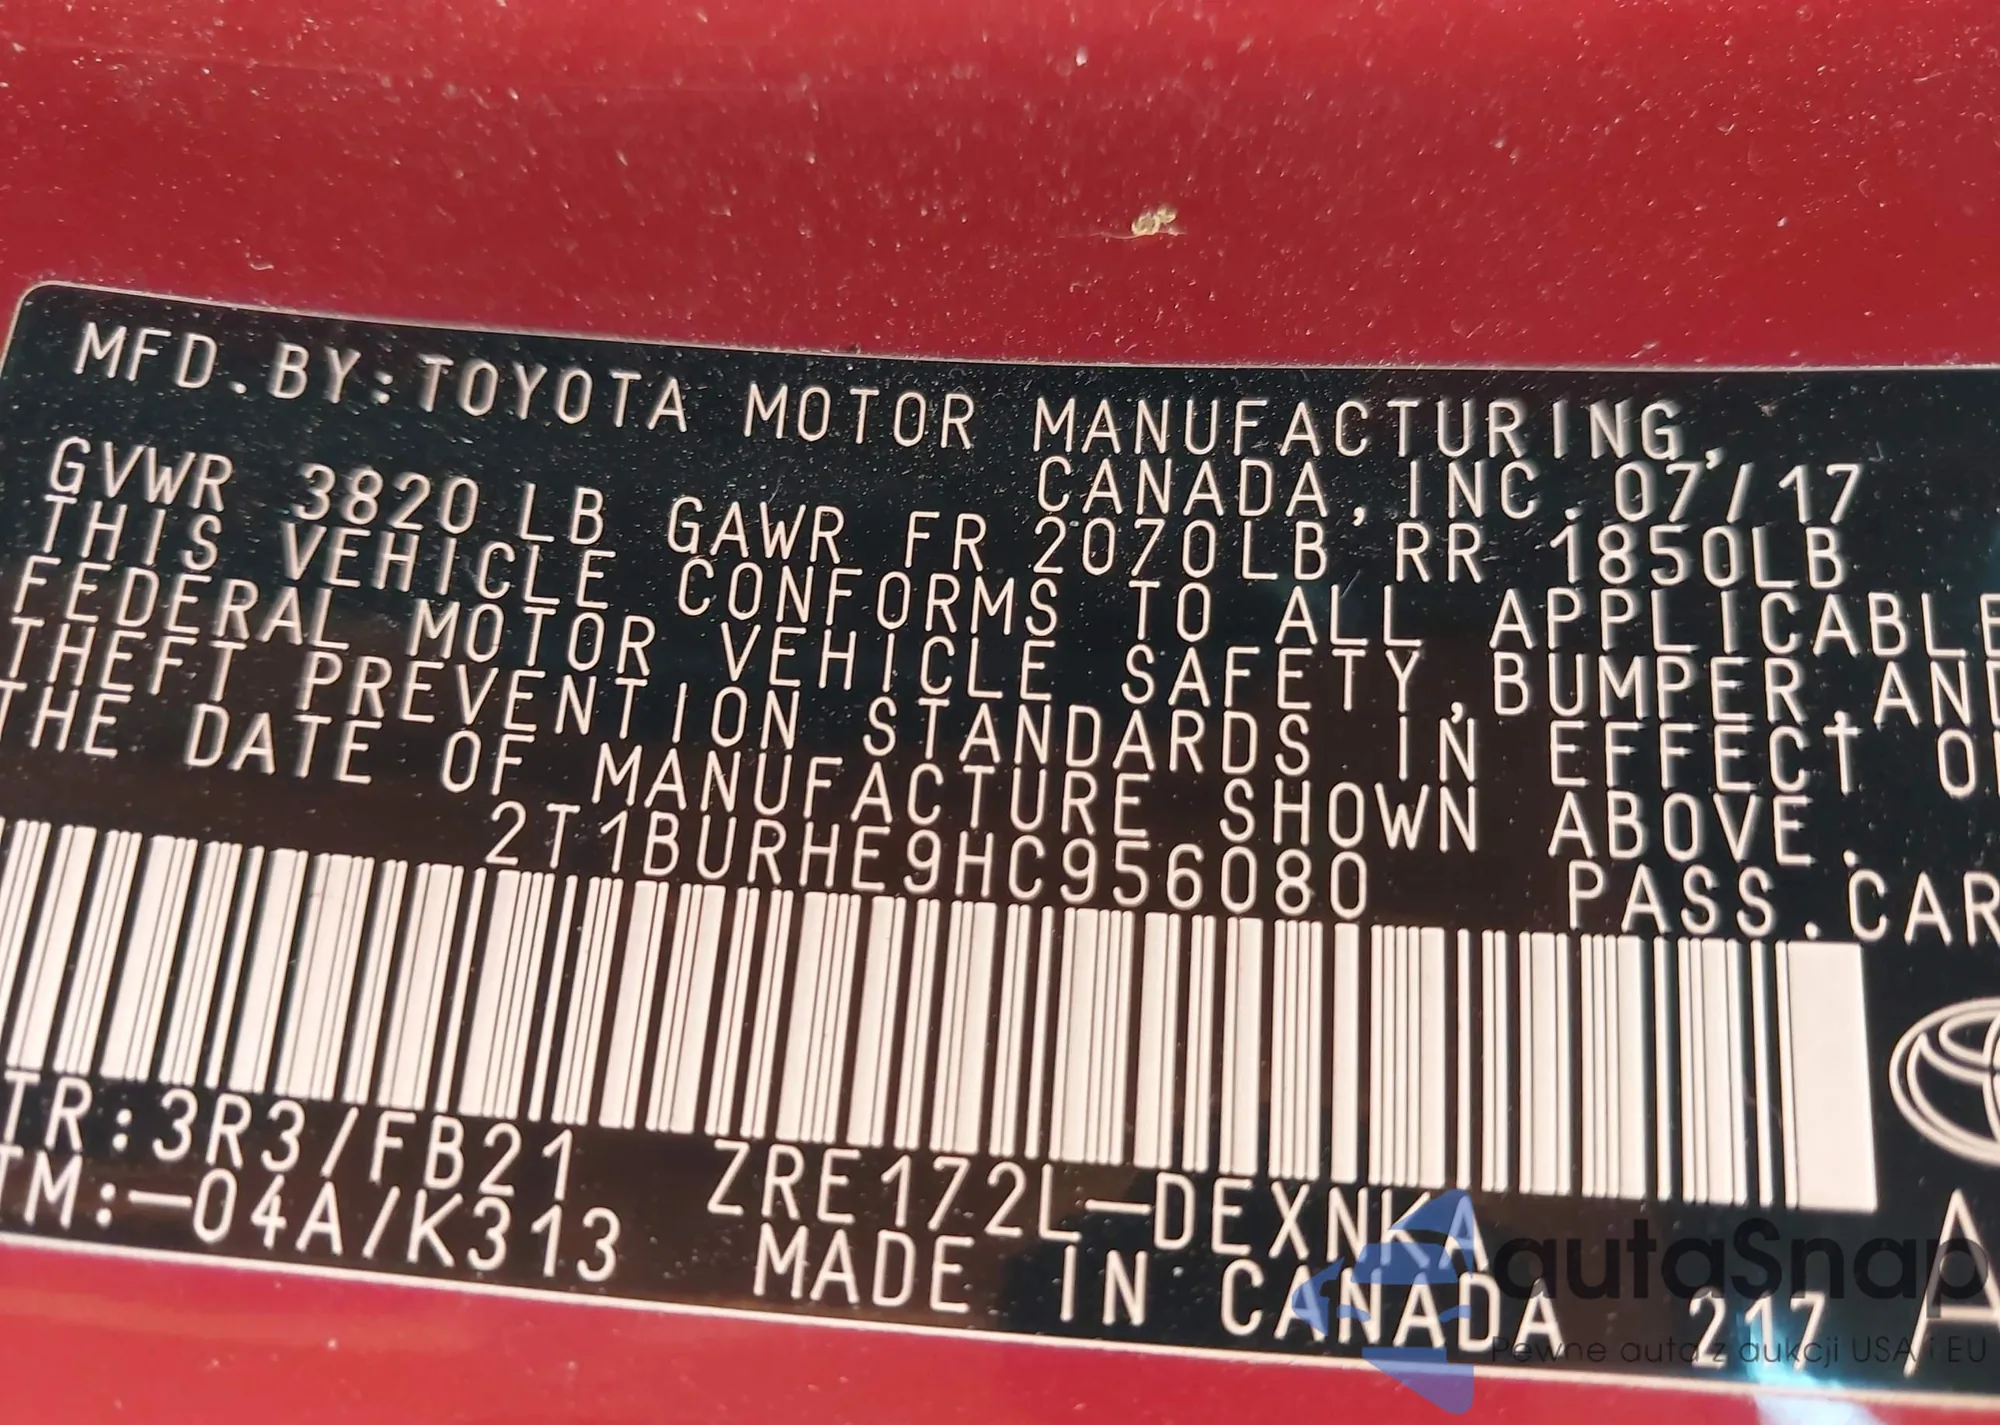 MFD.BY:TOYOTA MOTOR MANUFACTURING,
CANADA,INC.07/17
GVWR 3820LB GAWR FR 2070LB RR 1850LB
THIS VEHICLE CONFORMS TO ALL APPLICABLE
FEDERAL MOTOR VEHICLE SAFETY,BUMPER,AND
THEFT PREVENTION STANDARDS IN EFFECT O
THE DATE OF MANUFACTURE SHOWN ABOVE.
2T1BURHE9HC956080 PASS.CAR
TR:3R3/FB21 ZRE172L-DEXNKA
TM:-04A/K313 MADE IN CANADA 217
autaSnap
Pewne auta z aukcji USA i EU